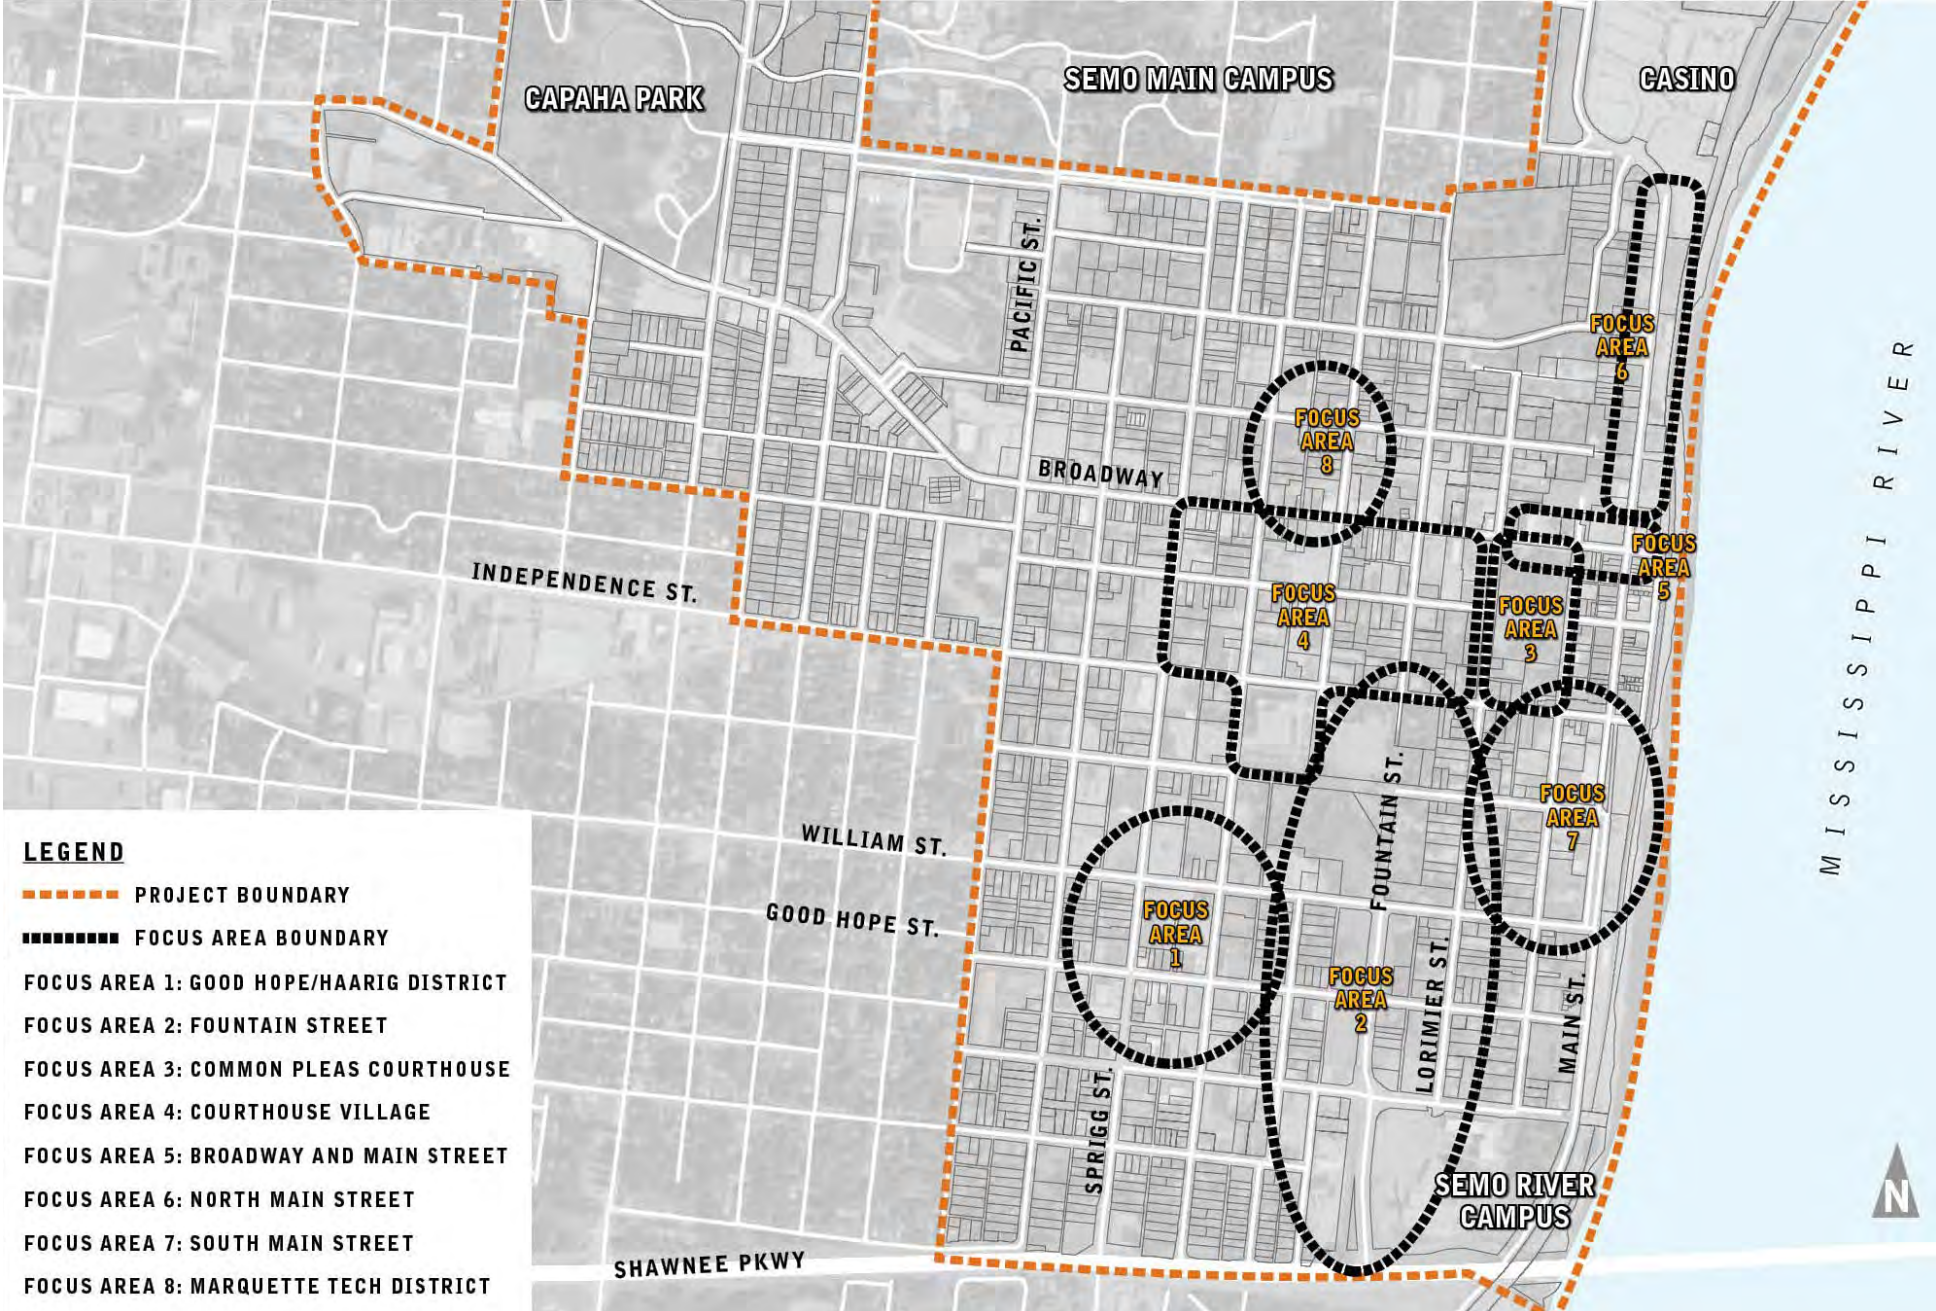 CAPAHA PARK
SEMO MAIN CAMPUS
CASINO
PACIFIC ST.
FOCUS
AREA
6
MISSISSIPPI RIVER
FOCUS
AREA
8
BROADWAY
FOCUS
AREA
5
INDEPENDENCE ST.
FOCUS
AREA
4
FOCUS
AREA
3
FOUNTAIN ST.
FOCUS
AREA
7
WILLIAM ST.
GOOD HOPE ST.
FOCUS
AREA
1
FOCUS
AREA
2
LORIMIER ST.
MAIN ST.
SPRIGG ST.
SEMO RIVER
CAMPUS
SHAWNEE PKWY
N
LEGEND
PROJECT BOUNDARY
FOCUS AREA BOUNDARY
FOCUS AREA 1: GOOD HOPE/HAARIG DISTRICT
FOCUS AREA 2: FOUNTAIN STREET
FOCUS AREA 3: COMMON PLEAS COURTHOUSE
FOCUS AREA 4: COURTHOUSE VILLAGE
FOCUS AREA 5: BROADWAY AND MAIN STREET
FOCUS AREA 6: NORTH MAIN STREET
FOCUS AREA 7: SOUTH MAIN STREET
FOCUS AREA 8: MARQUETTE TECH DISTRICT